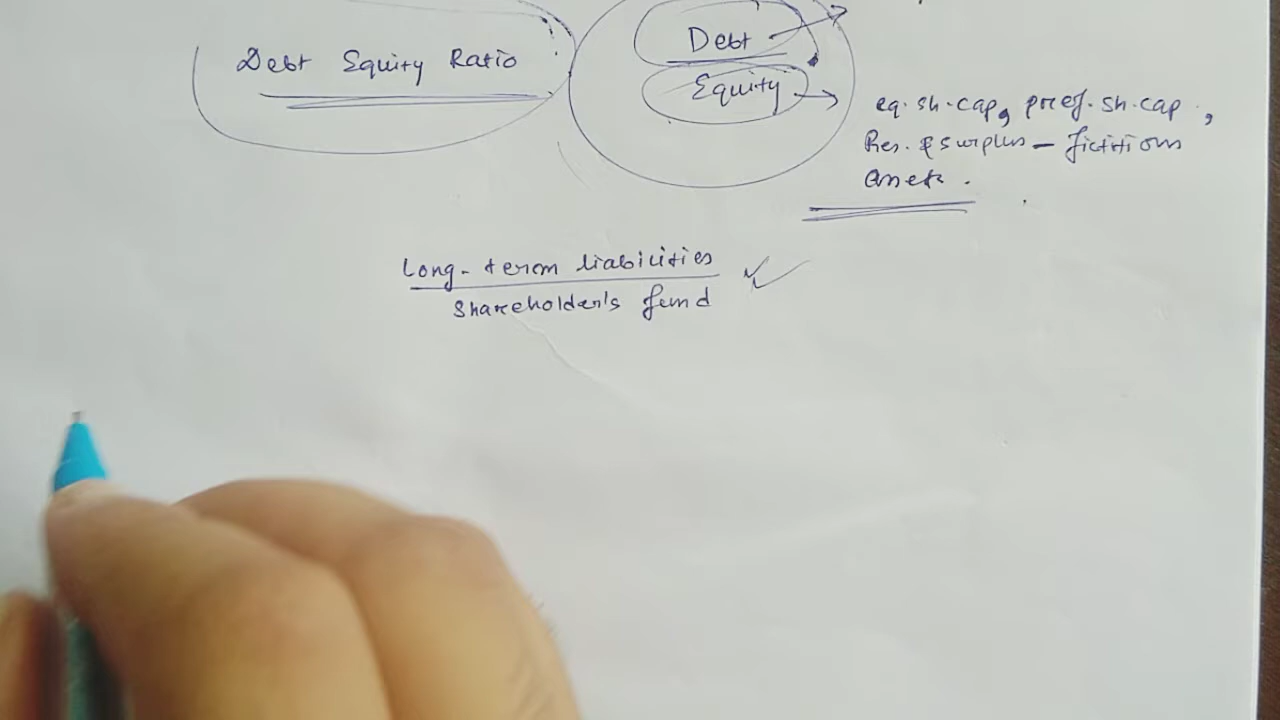 Debt Equity Ratio
Debt
Equity
eq. sh. cap, pref. sh. cap,
Res. & surplus - fictitious
assets.
Long-term liabilities
Shareholder's fund